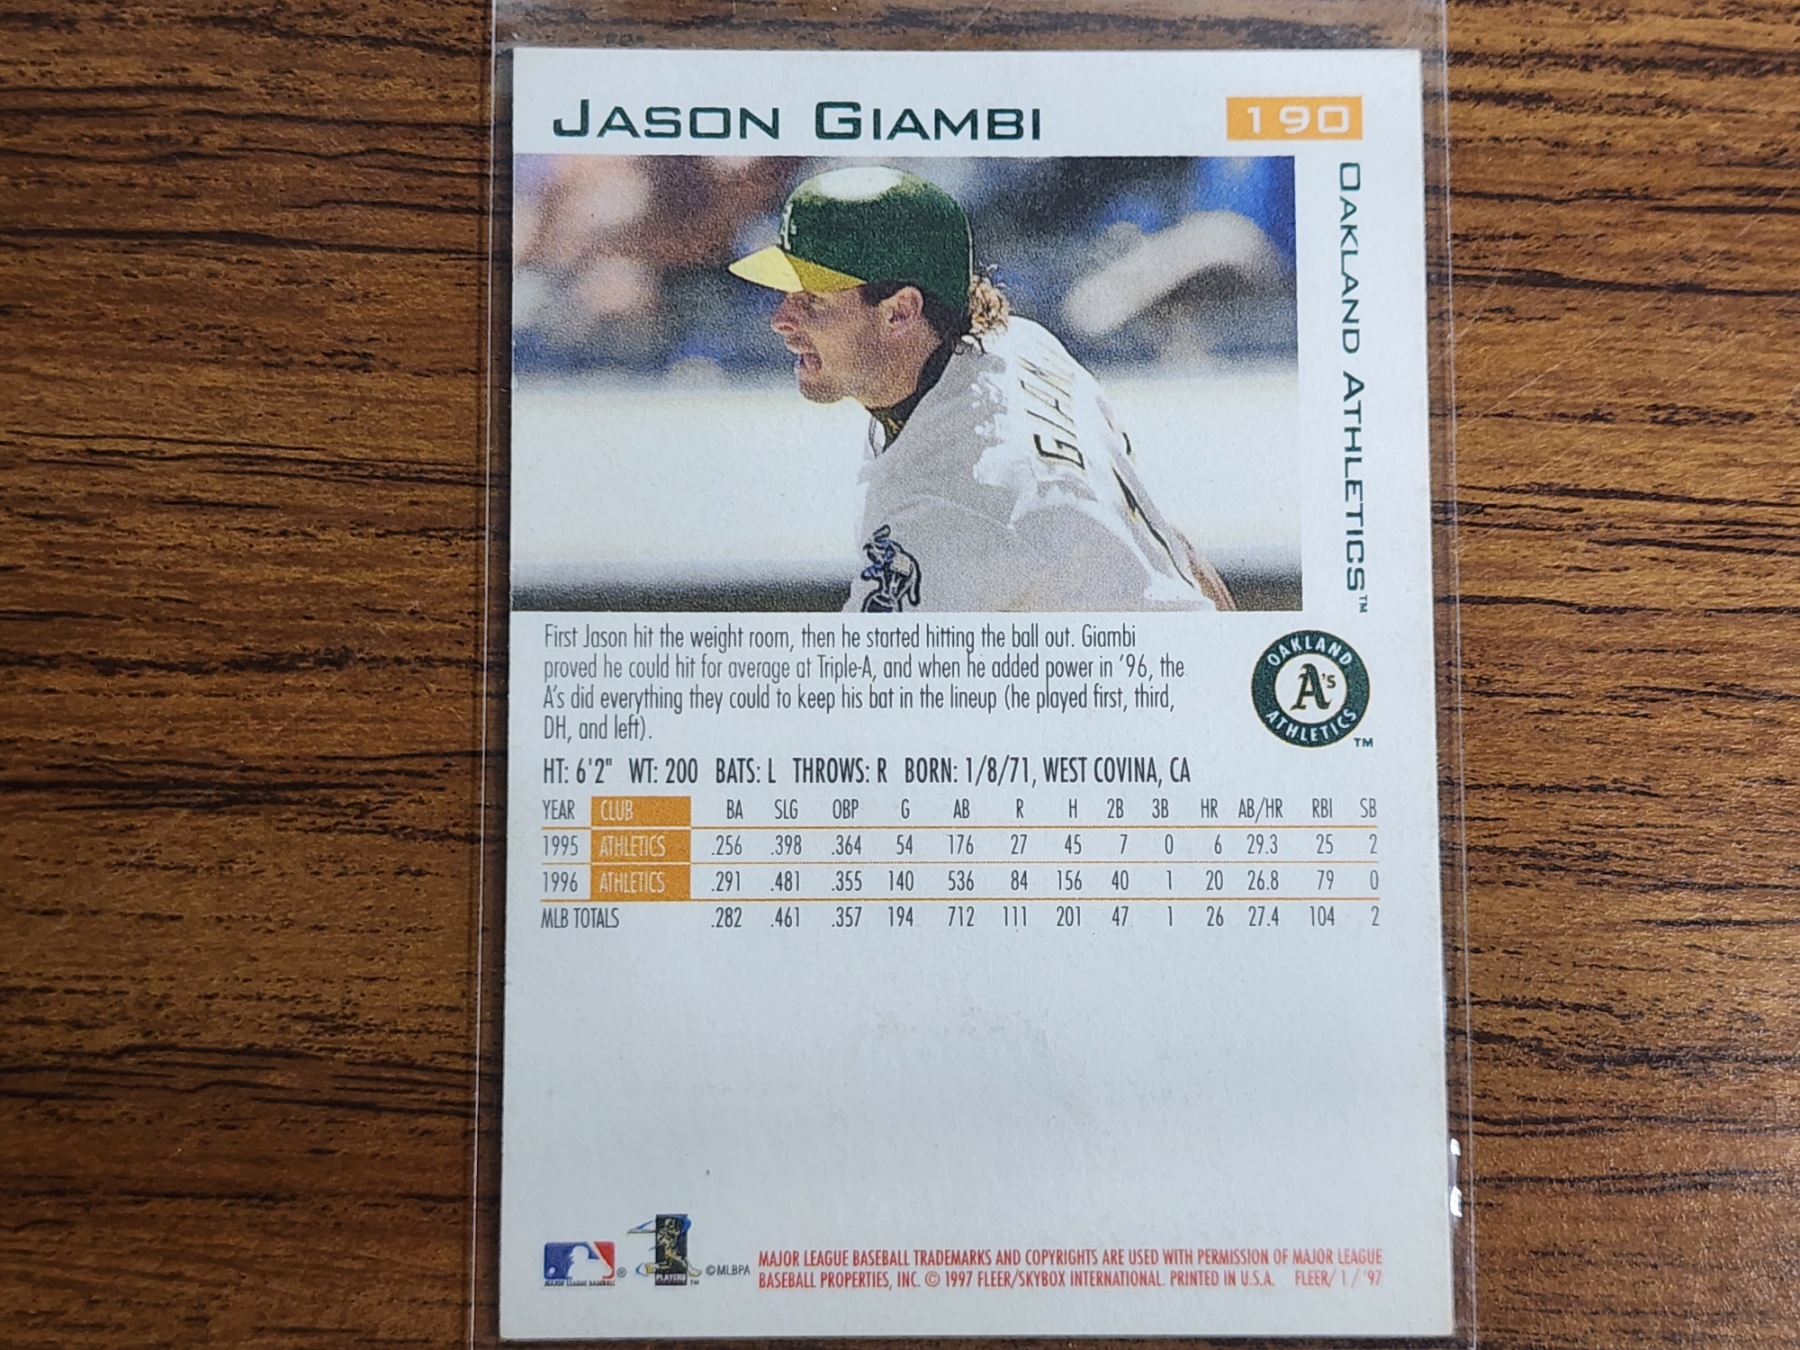 JASON GIAMBI
190
OAKLAND ATHLETICS™
GIAM
First Jason hit the weight room, then he started hitting the ball out. Giambi
proved he could hit for average at Triple-A, and when he added power in '96, the
A's did everything they could to keep his bat in the lineup (he played first, third,
DH, and left).
OAKLAND
A's
ATHLETICS
™
HT: 6'2" WT: 200 BATS: L THROWS: R BORN: 1/8/71, WEST COVINA, CA
YEAR CLUB BA SLG OBP G AB R H 2B 3B HR AB/HR RBI SB
1995 ATHLETICS .256 .398 .364 54 176 27 45 7 0 6 29.3 25 2
1996 ATHLETICS .291 .481 .355 140 536 84 156 40 1 20 26.8 79 0
MLB TOTALS .282 .461 .357 194 712 111 201 47 1 26 27.4 104 2
MAJOR LEAGUE BASEBALL ®
PLAYERS ™
©MLBPA
MAJOR LEAGUE BASEBALL TRADEMARKS AND COPYRIGHTS ARE USED WITH PERMISSION OF MAJOR LEAGUE
BASEBALL PROPERTIES, INC. © 1997 FLEER/SKYBOX INTERNATIONAL. PRINTED IN U.S.A. FLEER/1/'97